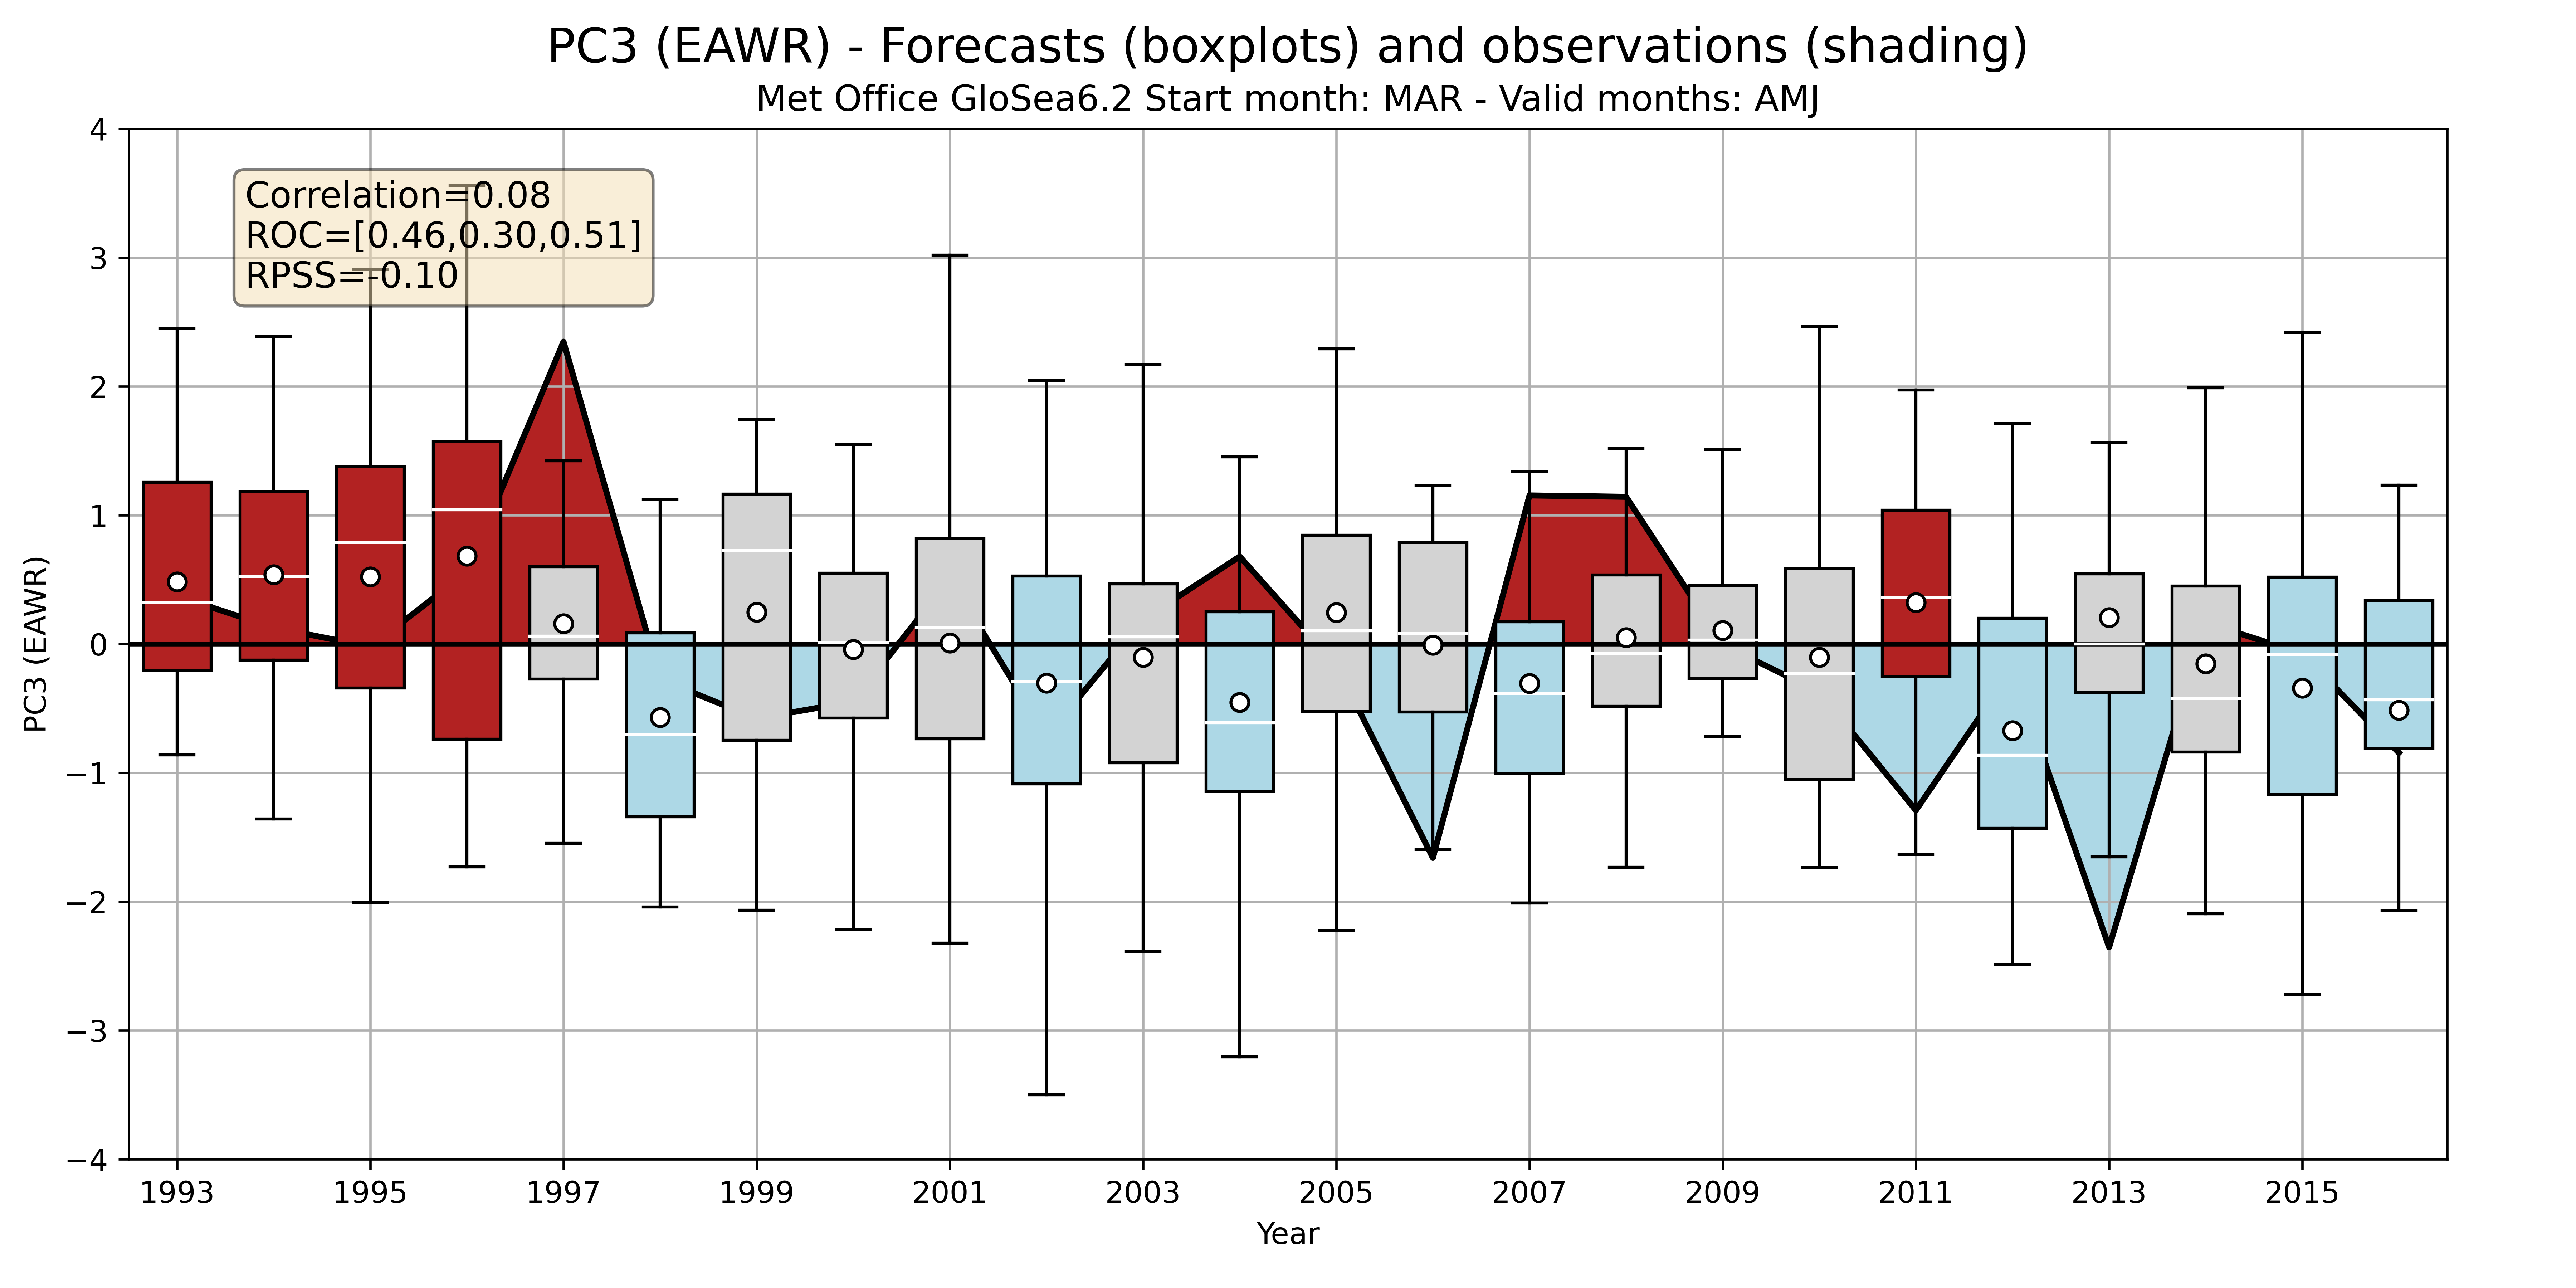 PC3 (EAWR) - Forecasts (boxplots) and observations (shading)
Met Office GloSea6.2 Start month: MAR - Valid months: AMJ
Correlation=0.08
ROC=[0.46,0.30,0.51]
RPSS=-0.10
PC3 (EAWR)
4
3
2
1
0
−1
−2
−3
−4
1993 1995 1997 1999 2001 2003 2005 2007 2009 2011 2013 2015
Year